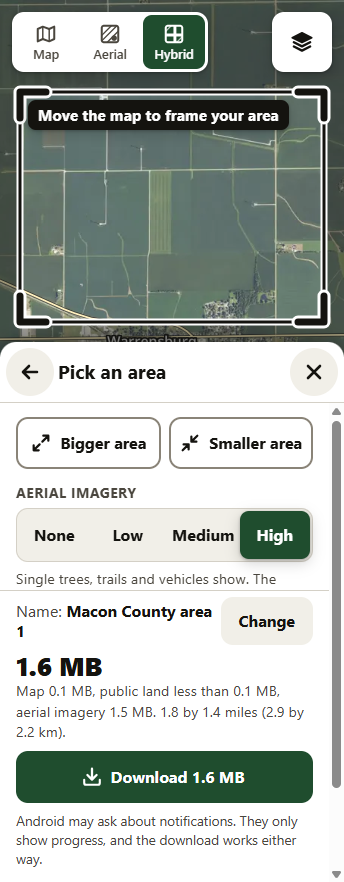 Map
Aerial
Hybrid
Move the map to frame your area
Warrensburg
Pick an area
Bigger area
Smaller area
AERIAL IMAGERY
None
Low
Medium
High
Single trees, trails and vehicles show. The
Name: Macon County area
1
Change
1.6 MB
Map 0.1 MB, public land less than 0.1 MB,
aerial imagery 1.5 MB. 1.8 by 1.4 miles (2.9 by
2.2 km).
Download 1.6 MB
Android may ask about notifications. They only
show progress, and the download works either
way.